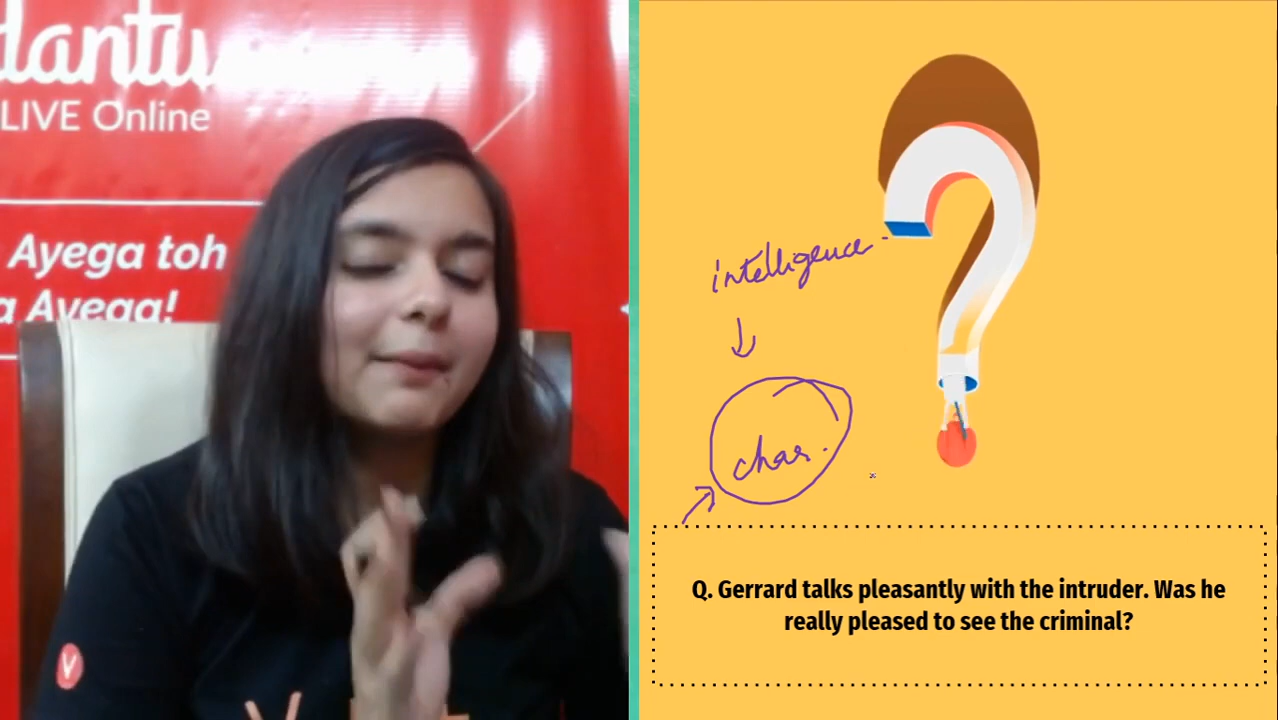 dantu
LIVE Online
Ayega toh
a Ayega!
V
V
intelligence
char.
Q. Gerrard talks pleasantly with the intruder. Was he
really pleased to see the criminal?